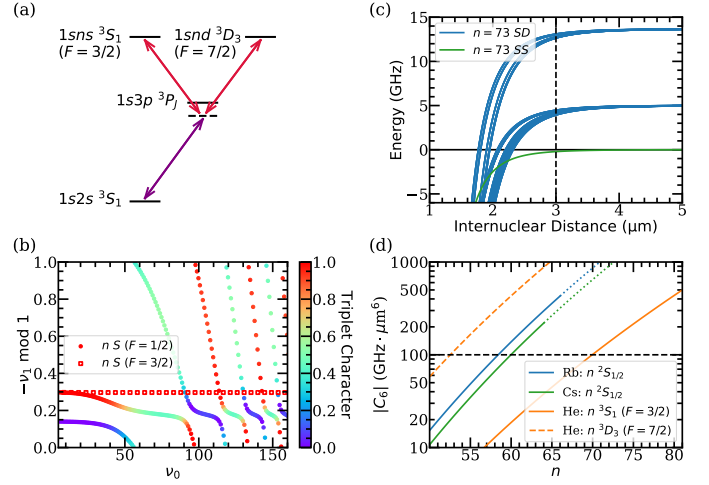 (a)
1sns ³S₁
(F = 3/2)
1snd ³D₃
(F = 7/2)
1s3p ³P_J
1s2s ³S₁
(b)
1.0
0.8
0.6
0.4
0.2
0.0
−ν₁ mod 1
n S (F = 1/2)
n S (F = 3/2)
50
100
150
ν₀
1.0
0.8
0.6
0.4
0.2
0.0
Triplet Character
(c)
15
10
5
0
−5
Energy (GHz)
n = 73 SD
n = 73 SS
1
2
3
4
5
Internuclear Distance (μm)
(d)
1000
500
200
100
50
20
10
|C₆| (GHz · μm⁶)
Rb: n ²S₁/₂
Cs: n ²S₁/₂
He: n ³S₁ (F = 3/2)
He: n ³D₃ (F = 7/2)
55
60
65
70
75
80
n